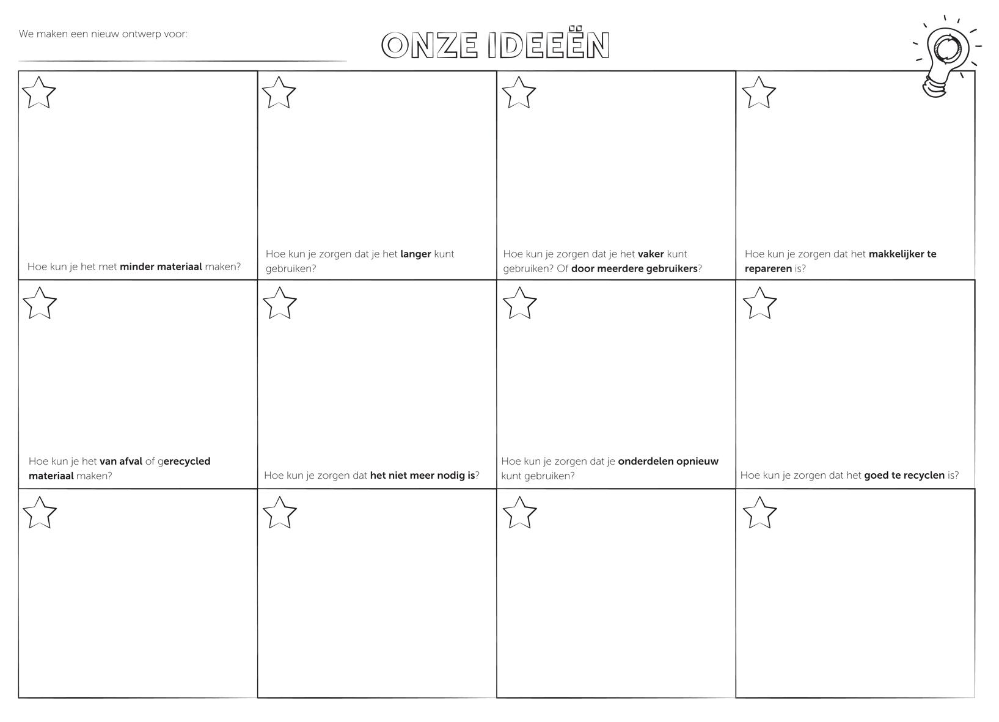 We maken een nieuw ontwerp voor:
ONZE IDEEËN
Hoe kun je het met minder materiaal maken?
Hoe kun je zorgen dat je het langer kunt
gebruiken?
Hoe kun je zorgen dat je het vaker kunt
gebruiken? Of door meerdere gebruikers?
Hoe kun je zorgen dat het makkelijker te
repareren is?
Hoe kun je het van afval of gerecycled
materiaal maken?
Hoe kun je zorgen dat het niet meer nodig is?
Hoe kun je zorgen dat je onderdelen opnieuw
kunt gebruiken?
Hoe kun je zorgen dat het goed te recyclen is?